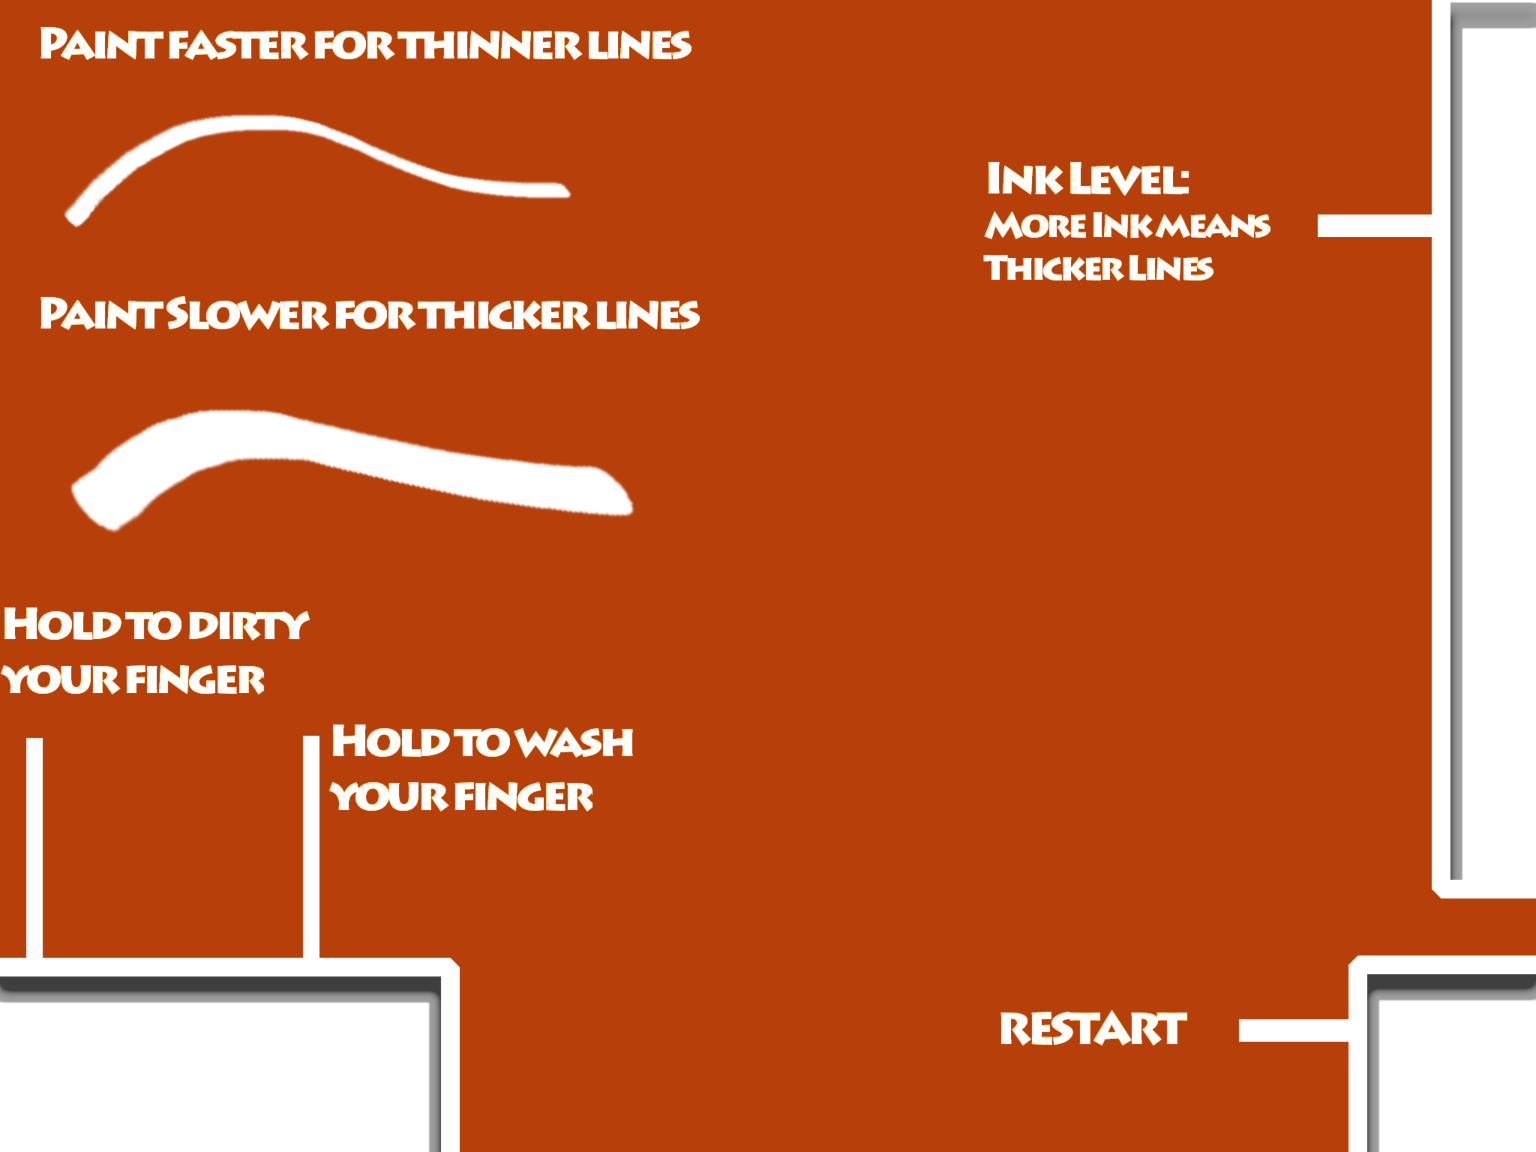 Paint faster for thinner lines
Ink Level:
More Ink means
Thicker Lines
Paint Slower for thicker lines
Hold to dirty
your finger
Hold to wash
your finger
RESTART